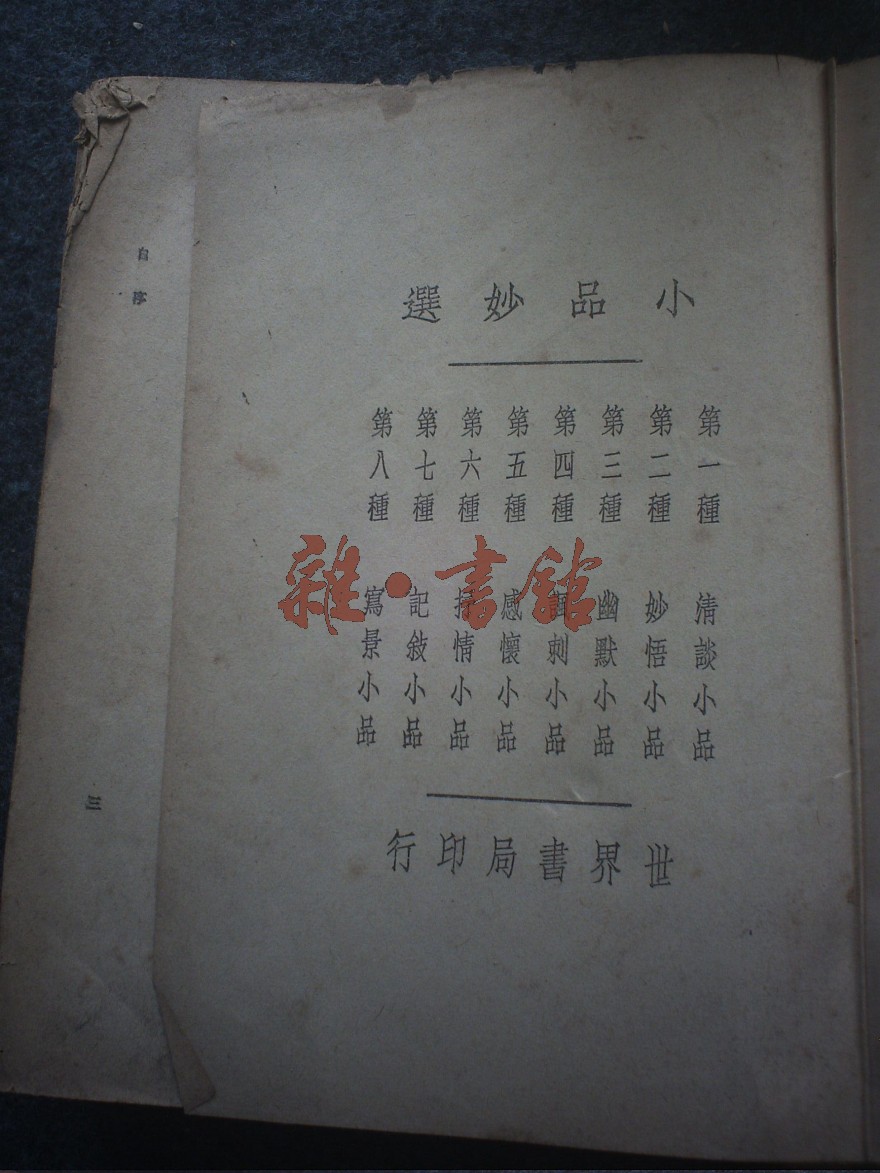 小品妙選
第一種 清談小品
第二種 妙悟小品
第三種 幽默小品
第四種 諷刺小品
第五種 感懷小品
第六種 抒情小品
第七種 記敍小品
第八種 寫景小品
世界書局印行
自序
三
雜·書館